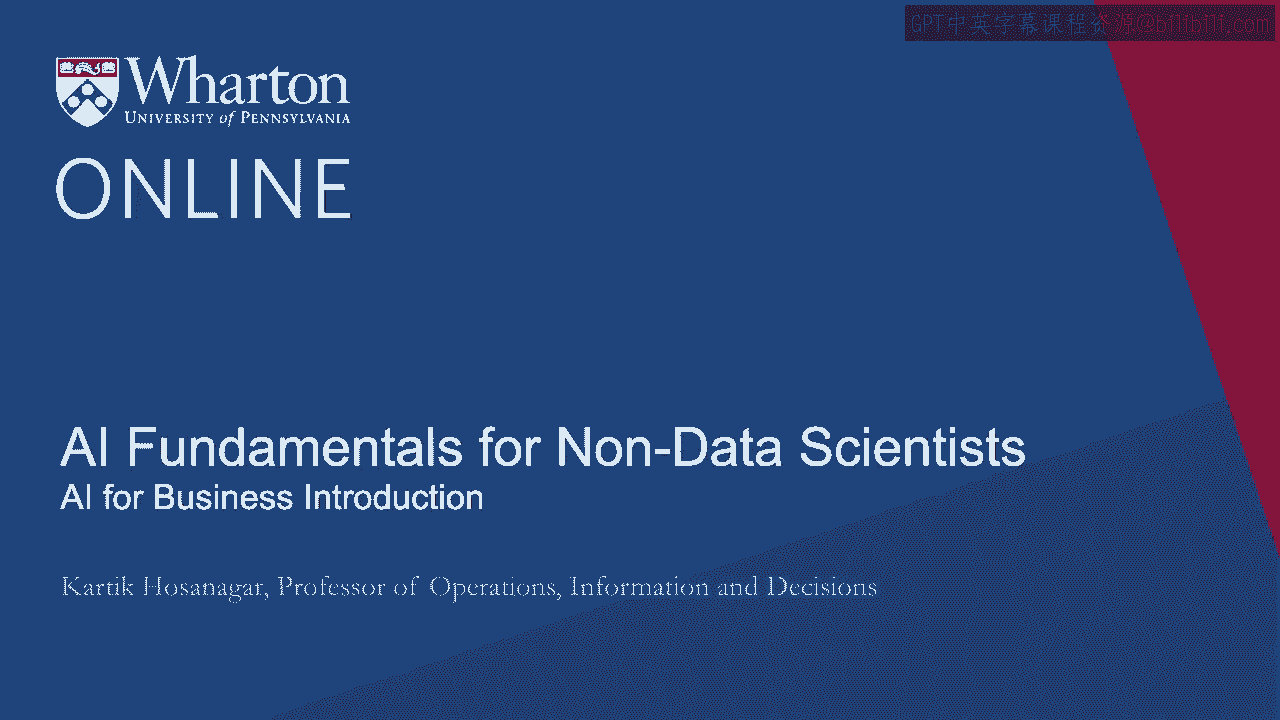 GPT中英字幕课程资源@bilibili.com
Wharton
UNIVERSITY of PENNSYLVANIA
ONLINE
AI Fundamentals for Non-Data Scientists
AI for Business Introduction
Kartik Hosanagar, Professor of Operations, Information and Decisions